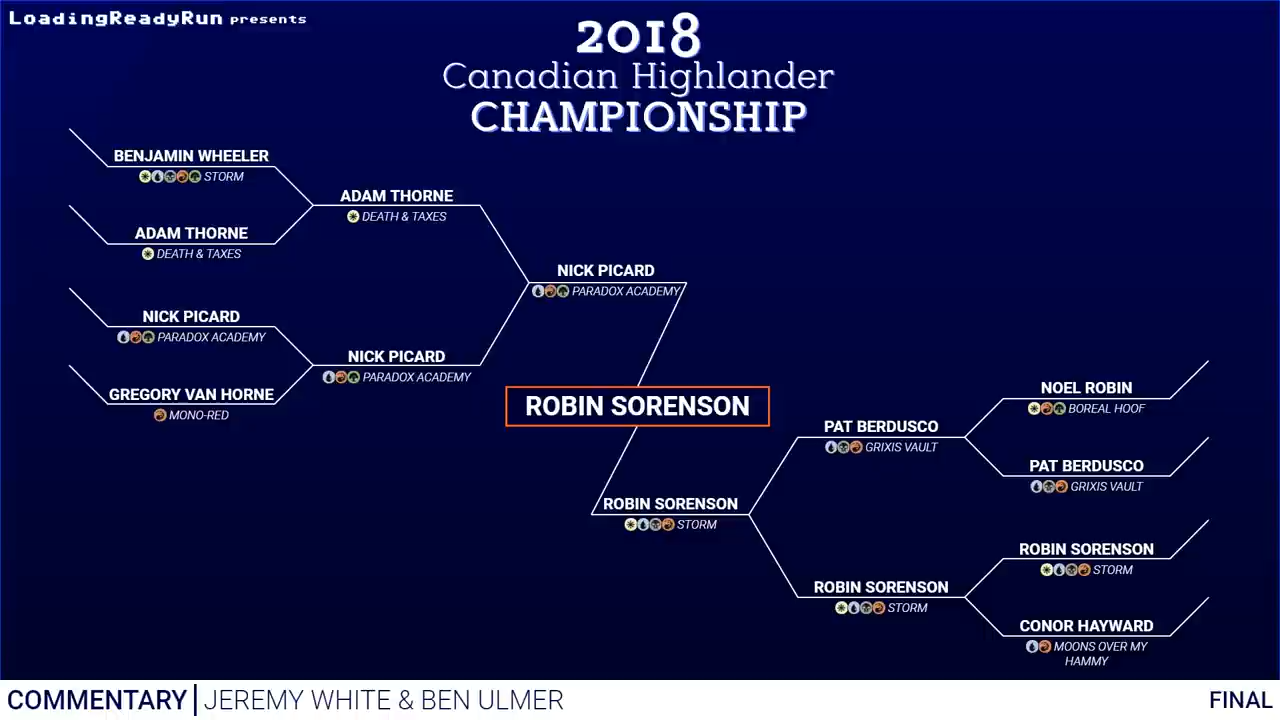 LoadingReadyRun presents
2018
Canadian Highlander
CHAMPIONSHIP
BENJAMIN WHEELER
STORM
ADAM THORNE
DEATH & TAXES
ADAM THORNE
DEATH & TAXES
NICK PICARD
PARADOX ACADEMY
NICK PICARD
PARADOX ACADEMY
NICK PICARD
PARADOX ACADEMY
GREGORY VAN HORNE
MONO-RED
ROBIN SORENSON
NOEL ROBIN
BOREAL HOOF
PAT BERDUSCO
GRIXIS VAULT
PAT BERDUSCO
GRIXIS VAULT
ROBIN SORENSON
STORM
ROBIN SORENSON
STORM
ROBIN SORENSON
STORM
CONOR HAYWARD
MOONS OVER MY
HAMMY
COMMENTARY JEREMY WHITE & BEN ULMER
FINAL